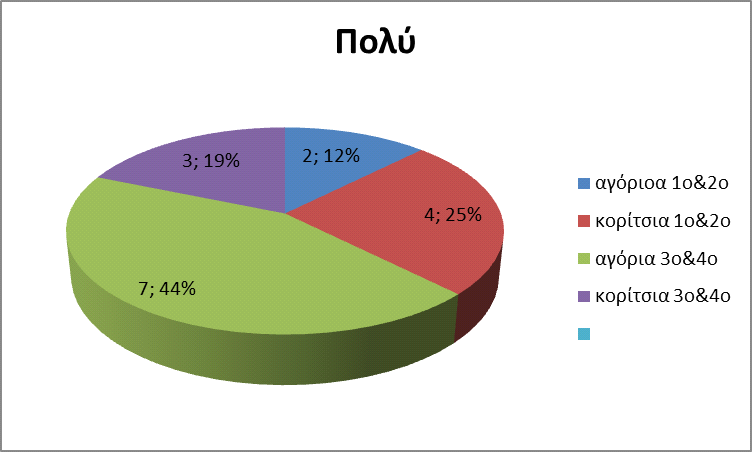 Πολύ
2; 12%
3; 19%
4; 25%
7; 44%
αγόριοα 1ο&2ο
κορίτσια 1ο&2ο
αγόρια 3ο&4ο
κορίτσια 3ο&4ο